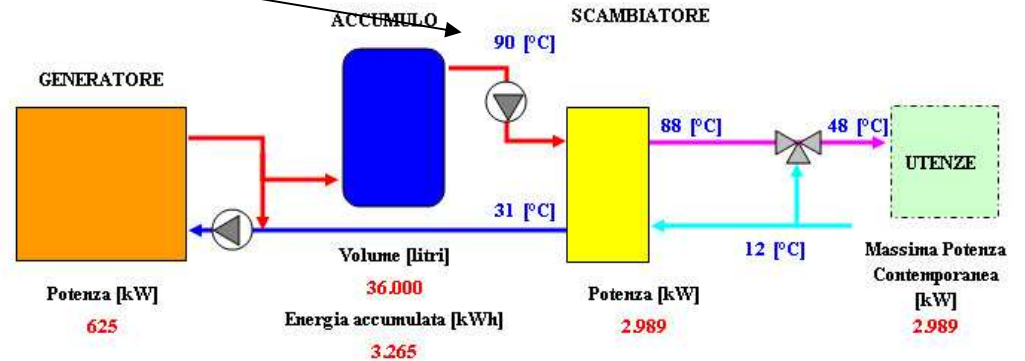 ACCUMULO
SCAMBIATORE
90 [°C]
GENERATORE
88 [°C]
48 [°C]
UTENZE
31 [°C]
12 [°C]
Volume [litri]
36.000
Massima Potenza
Contemporanea
[kW]
2.989
Potenza [kW]
625
Energia accumulata [kWh]
3.265
Potenza [kW]
2.989